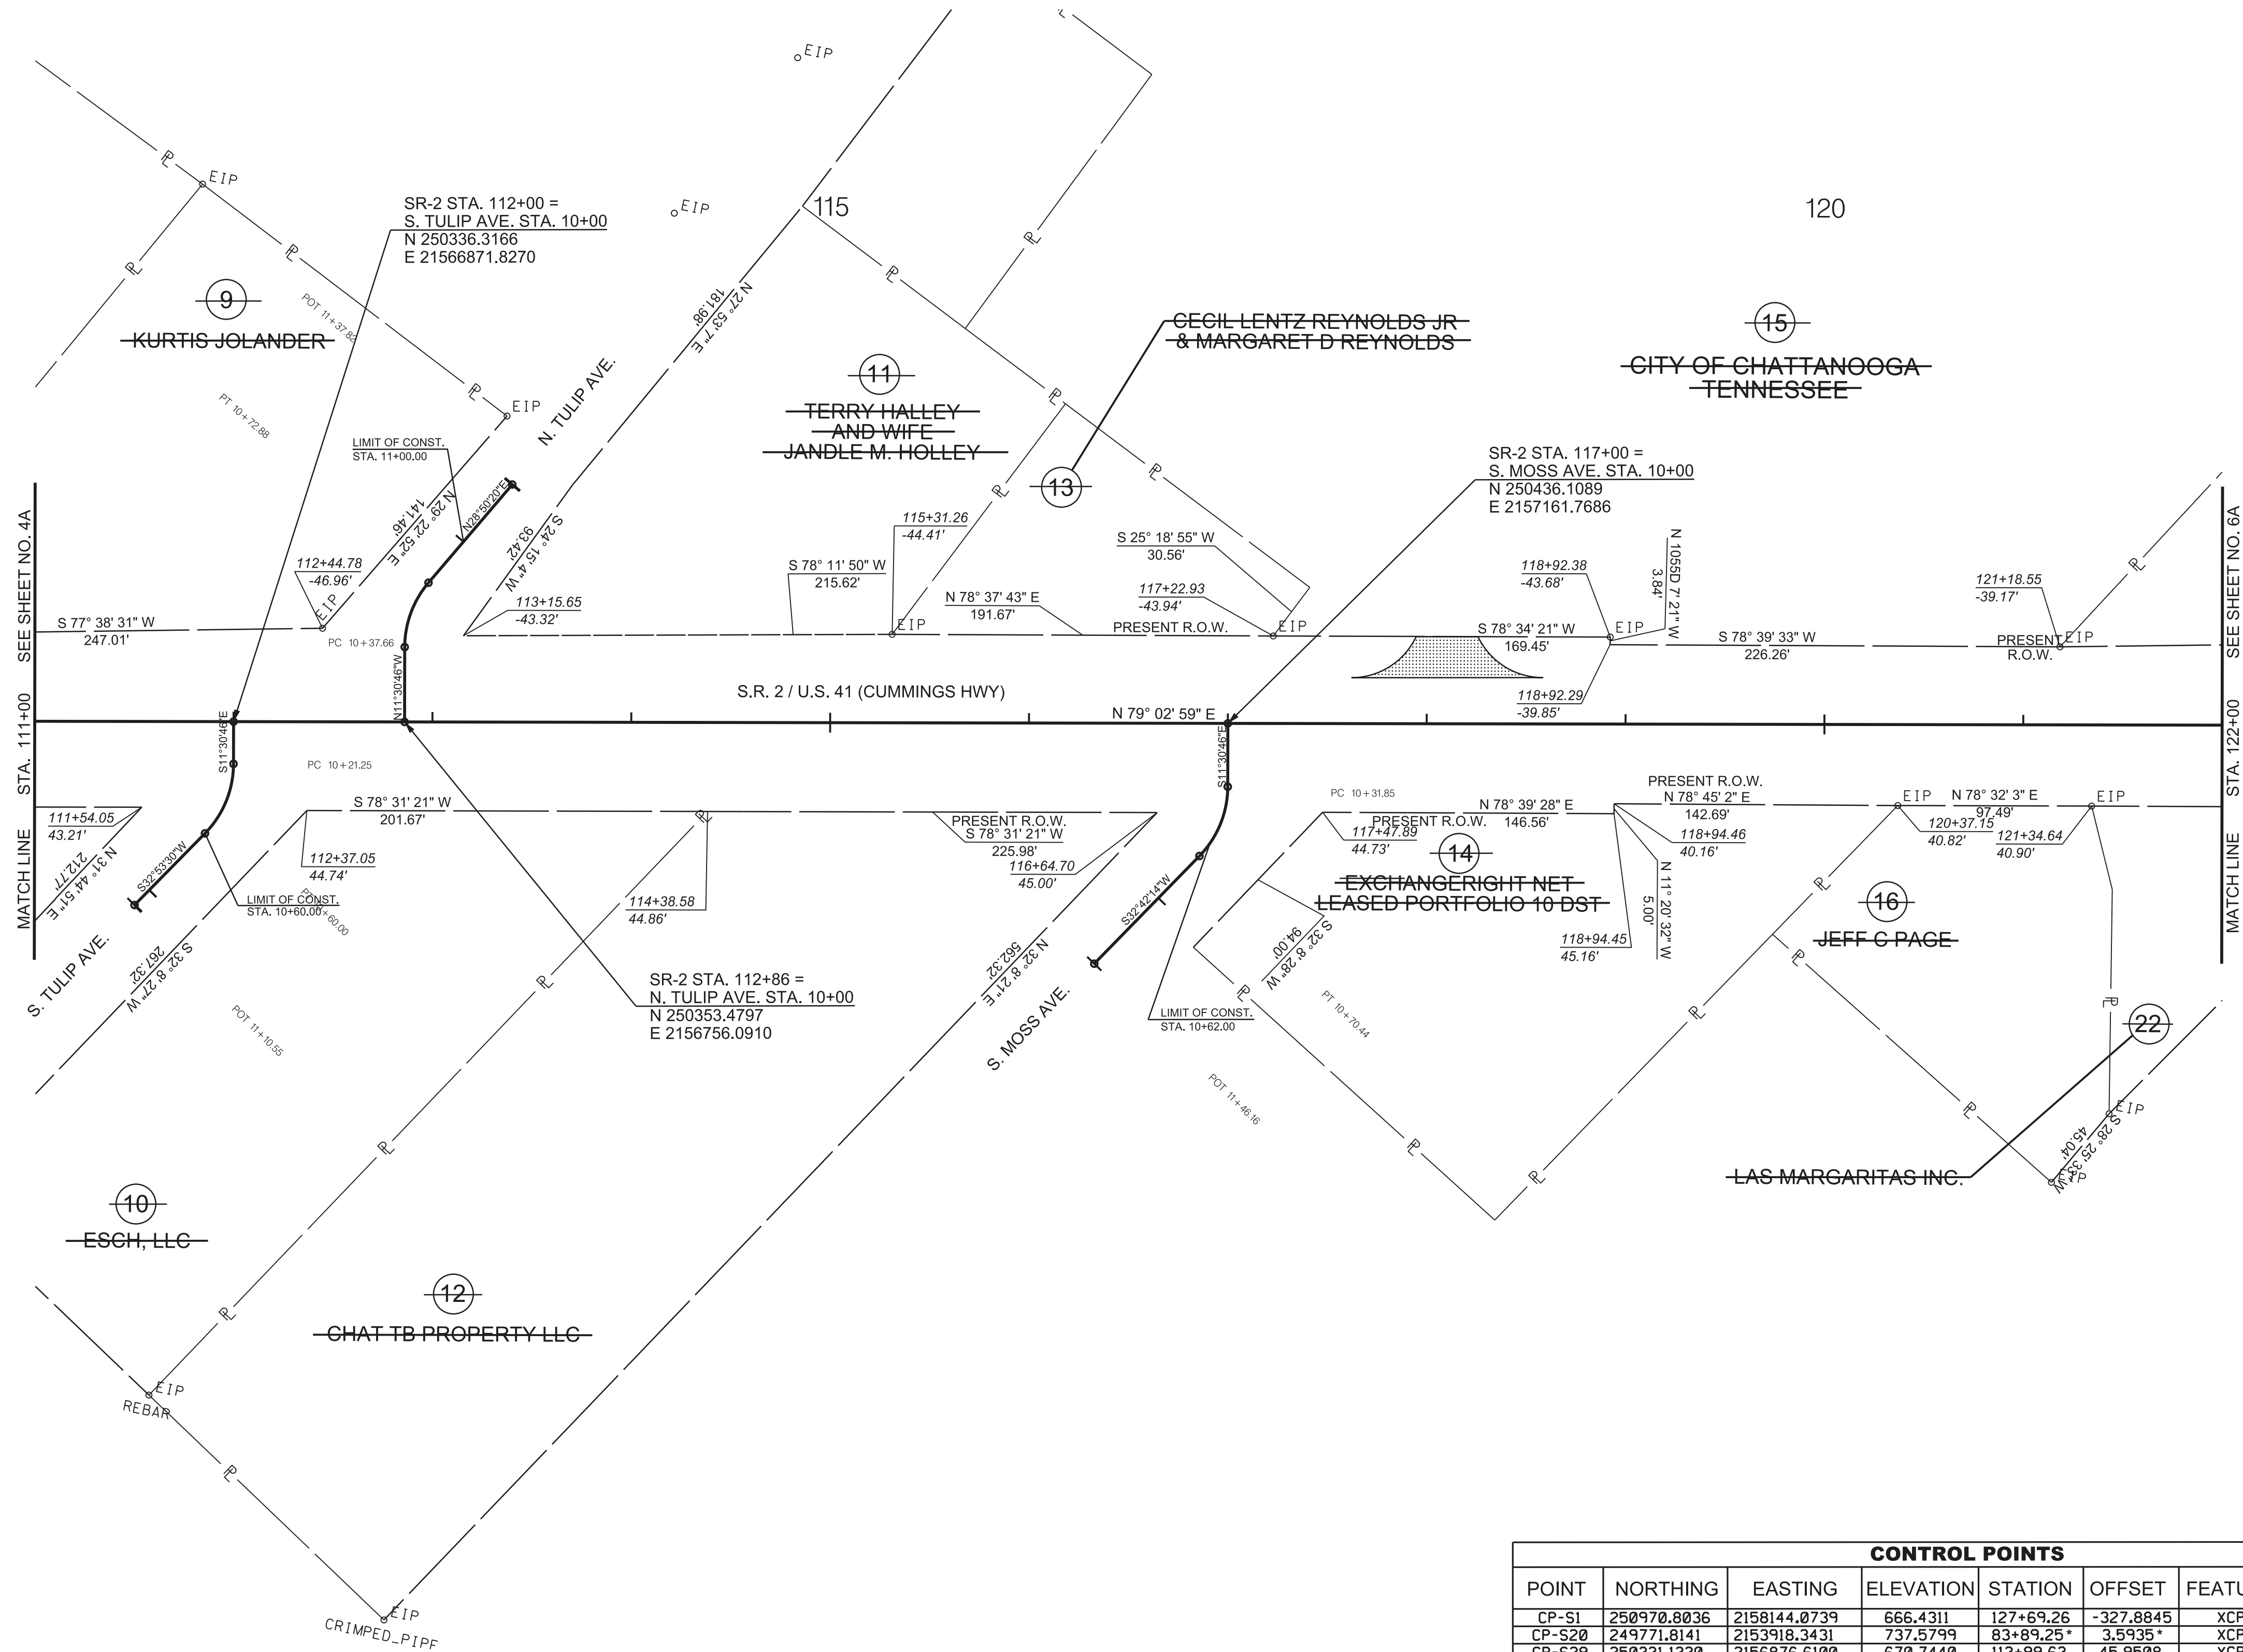 EIP
EIP
EIP
EIP
115
120
SR-2 STA. 112+00 =
S. TULIP AVE. STA. 10+00
N 250336.3166
E 21566871.8270
9
KURTIS JOLANDER
POT 11+37.82
PT 10+72.88
LIMIT OF CONST.
STA. 11+00.00
N. TULIP AVE.
N 27° 53' 7" E
181.98'
11
TERRY HALLEY
AND WIFE
JANDLE M. HOLLEY
CECIL LENTZ REYNOLDS JR
& MARGARET D REYNOLDS
13
15
CITY OF CHATTANOOGA
TENNESSEE
SR-2 STA. 117+00 =
S. MOSS AVE. STA. 10+00
N 250436.1089
E 2157161.7686
MATCH LINE STA. 111+00 SEE SHEET NO. 4A
S 77° 38' 31" W
247.01'
112+44.78
-46.96'
EIP
N 29° 22' 52" E
141.46'
N28°50'20"E
S 24° 15' 4" W
93.42'
113+15.65
-43.32'
PC 10+37.66
N11°30'46"W
S 78° 11' 50" W
215.62'
115+31.26
-44.41'
EIP
N 78° 37' 43" E
191.67'
S 25° 18' 55" W
30.56'
117+22.93
-43.94'
PRESENT R.O.W.
EIP
S 78° 34' 21" W
169.45'
118+92.38
-43.68'
EIP
N 1055D 7' 21" W
3.84'
118+92.29
-39.85'
S 78° 39' 33" W
226.26'
121+18.55
-39.17'
PRESENT
R.O.W.
EIP
MATCH LINE STA. 122+00 SEE SHEET NO. 6A
S.R. 2 / U.S. 41 (CUMMINGS HWY)
N 79° 02' 59" E
S11°30'46"E
PC 10+21.25
S11°30'46"E
111+54.05
43.21'
N 31° 44' 51" E
212.77'
S32°53'30"W
LIMIT OF CONST.
STA. 10+60.00
S. TULIP AVE.
S 78° 31' 21" W
201.67'
112+37.05
44.74'
S 32° 8' 27" W
267.32'
POT 11+10.55
114+38.58
44.86'
SR-2 STA. 112+86 =
N. TULIP AVE. STA. 10+00
N 250353.4797
E 2156756.0910
PRESENT R.O.W.
S 78° 31' 21" W
225.98'
116+64.70
45.00'
N 32° 8' 21" E
562.32'
S. MOSS AVE.
S32°42'14"W
LIMIT OF CONST.
STA. 10+62.00
PC 10+31.85
117+47.89
44.73'
PRESENT R.O.W.
N 78° 39' 28" E
146.56'
14
EXCHANGERIGHT NET
LEASED PORTFOLIO 10 DST
S 32° 8' 28" W
94.00'
PT 10+70.44
POT 11+46.16
PRESENT R.O.W.
N 78° 45' 2" E
142.69'
118+94.46
40.16'
N 11° 20' 32" W
5.00'
118+94.45
45.16'
EIP
120+37.15
40.82'
N 78° 32' 3" E
97.49'
121+34.64
40.90'
EIP
16
JEFF C PAGE
22
LAS MARGARITAS INC.
EIP
S 28° 25' 33" W
45.04'
10
ESCH, LLC
12
CHAT TB PROPERTY LLC
EIP
REBAR
EIP
CRIMPED_PIPE
CONTROL POINTS
POINT NORTHING EASTING ELEVATION STATION OFFSET FEATU
CP-S1 250970.8036 2158144.0739 666.4311 127+69.26 -327.8845 XCP
CP-S20 249771.8141 2153918.3431 737.5799 83+89.25* 3.5935* XCP